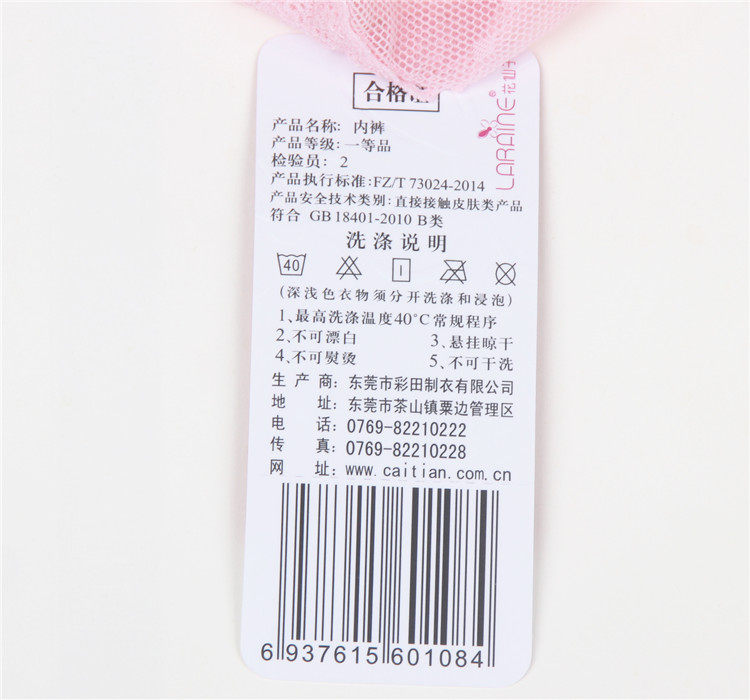 合格证
LARAINE®花仙子
产品名称: 内裤
产品等级: 一等品
检验员: 2
产品执行标准:FZ/T 73024-2014
产品安全技术类别: 直接接触皮肤类产品
符合 GB 18401-2010 B类
洗涤说明
40
(深浅色衣物须分开洗涤和浸泡)
1、最高洗涤温度40°C常规程序
2、不可漂白 3、悬挂晾干
4、不可熨烫 5、不可干洗
生产商: 东莞市彩田制衣有限公司
地址: 东莞市茶山镇粟边管理区
电话: 0769-82210222
传真: 0769-82210228
网址: www.caitian.com.cn
6 937615 601084